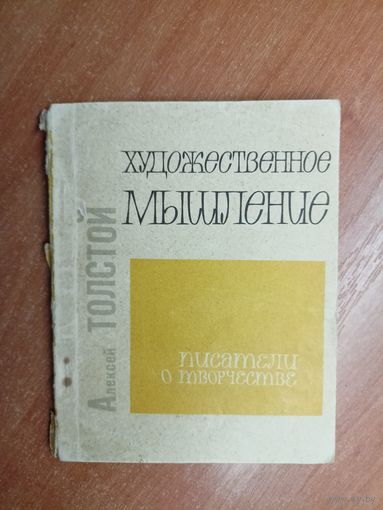 Алексей ТОЛСТОЙ
ХУДОЖЕСТВЕННОЕ
МЫШЛЕНИЕ
ПИСАТЕЛИ
О ТВОРЧЕСТВЕ